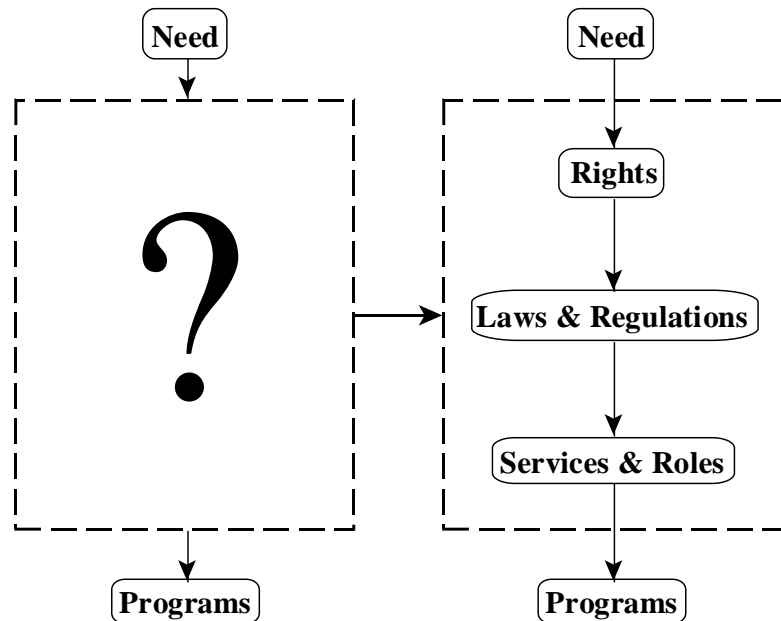 Need
?
Programs
Need
Rights
Laws & Regulations
Services & Roles
Programs